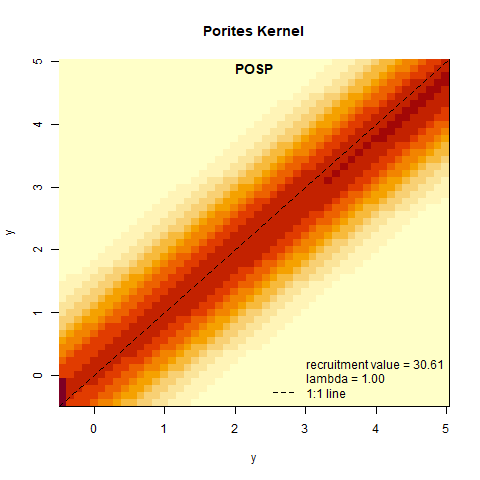 Porites Kernel
POSP
5
4
3
2
1
0
y
recruitment value = 30.61
lambda = 1.00
1:1 line
0
1
2
3
4
5
y